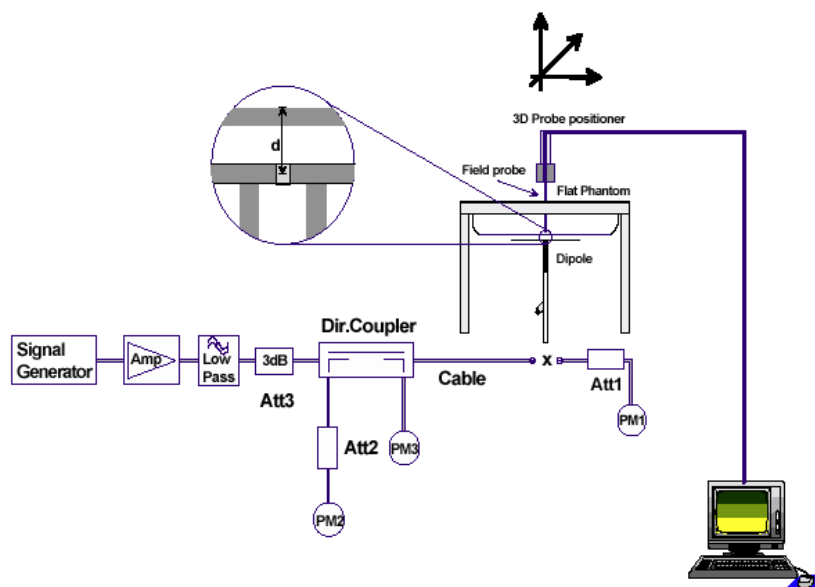 3D Probe positioner
d
Field probe
Flat Phantom
Dipole
Dir.Coupler
Signal
Generator
Amp
Low
Pass
3dB
Att3
Cable
x
Att1
PM1
Att2
PM3
PM2